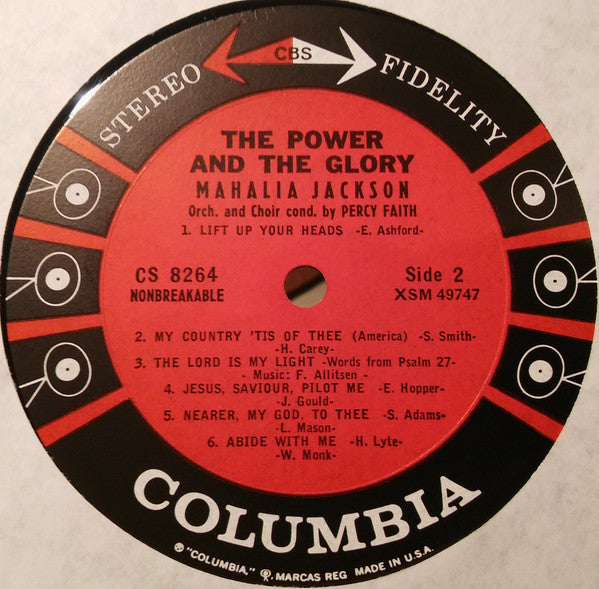 STEREO CBS FIDELITY
THE POWER
AND THE GLORY
MAHALIA JACKSON
Orch. and Choir cond. by PERCY FAITH
1. LIFT UP YOUR HEADS -E. Ashford-
CS 8264
NONBREAKABLE
Side 2
XSM 49747
2. MY COUNTRY 'TIS OF THEE (America) -S. Smith-
-H. Carey-
3. THE LORD IS MY LIGHT -Words from Psalm 27-
- Music: F. Allitsen -
4. JESUS, SAVIOUR, PILOT ME -E. Hopper-
-J. Gould-
5. NEARER, MY GOD, TO THEE -S. Adams-
-L. Mason-
6. ABIDE WITH ME -H. Lyte-
-W. Monk-
COLUMBIA
® "COLUMBIA," MARCAS REG MADE IN U.S.A.